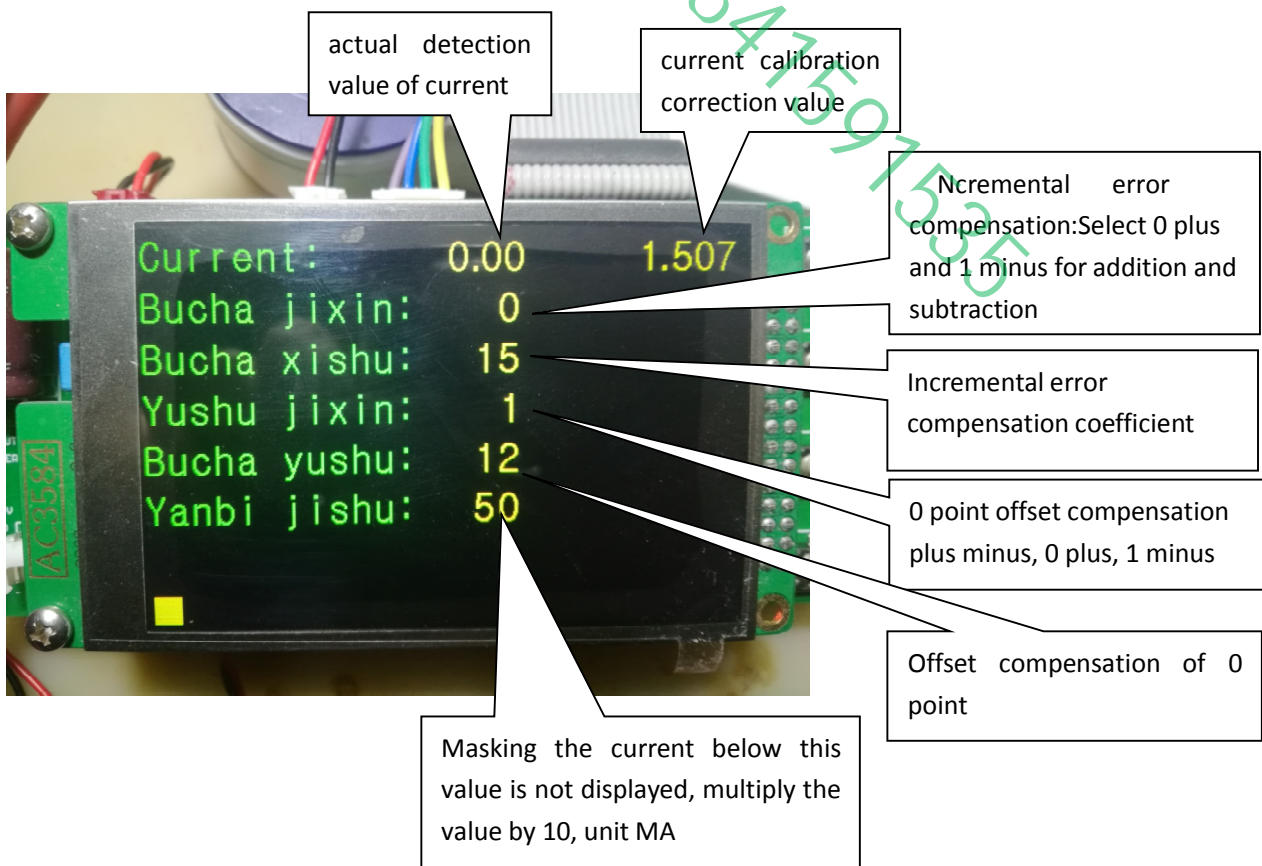 actual detection
value of current
current calibration
correction value
Ncremental error
compensation:Select 0 plus
and 1 minus for addition and
subtraction
Incremental error
compensation coefficient
0 point offset compensation
plus minus, 0 plus, 1 minus
Offset compensation of 0
point
Masking the current below this
value is not displayed, multiply the
value by 10, unit MA
Current: 0.00 1.507
Bucha jixin: 0
Bucha xishu: 15
Yushu jixin: 1
Bucha yushu: 12
Yanbi jishu: 50
AC3584
41591535